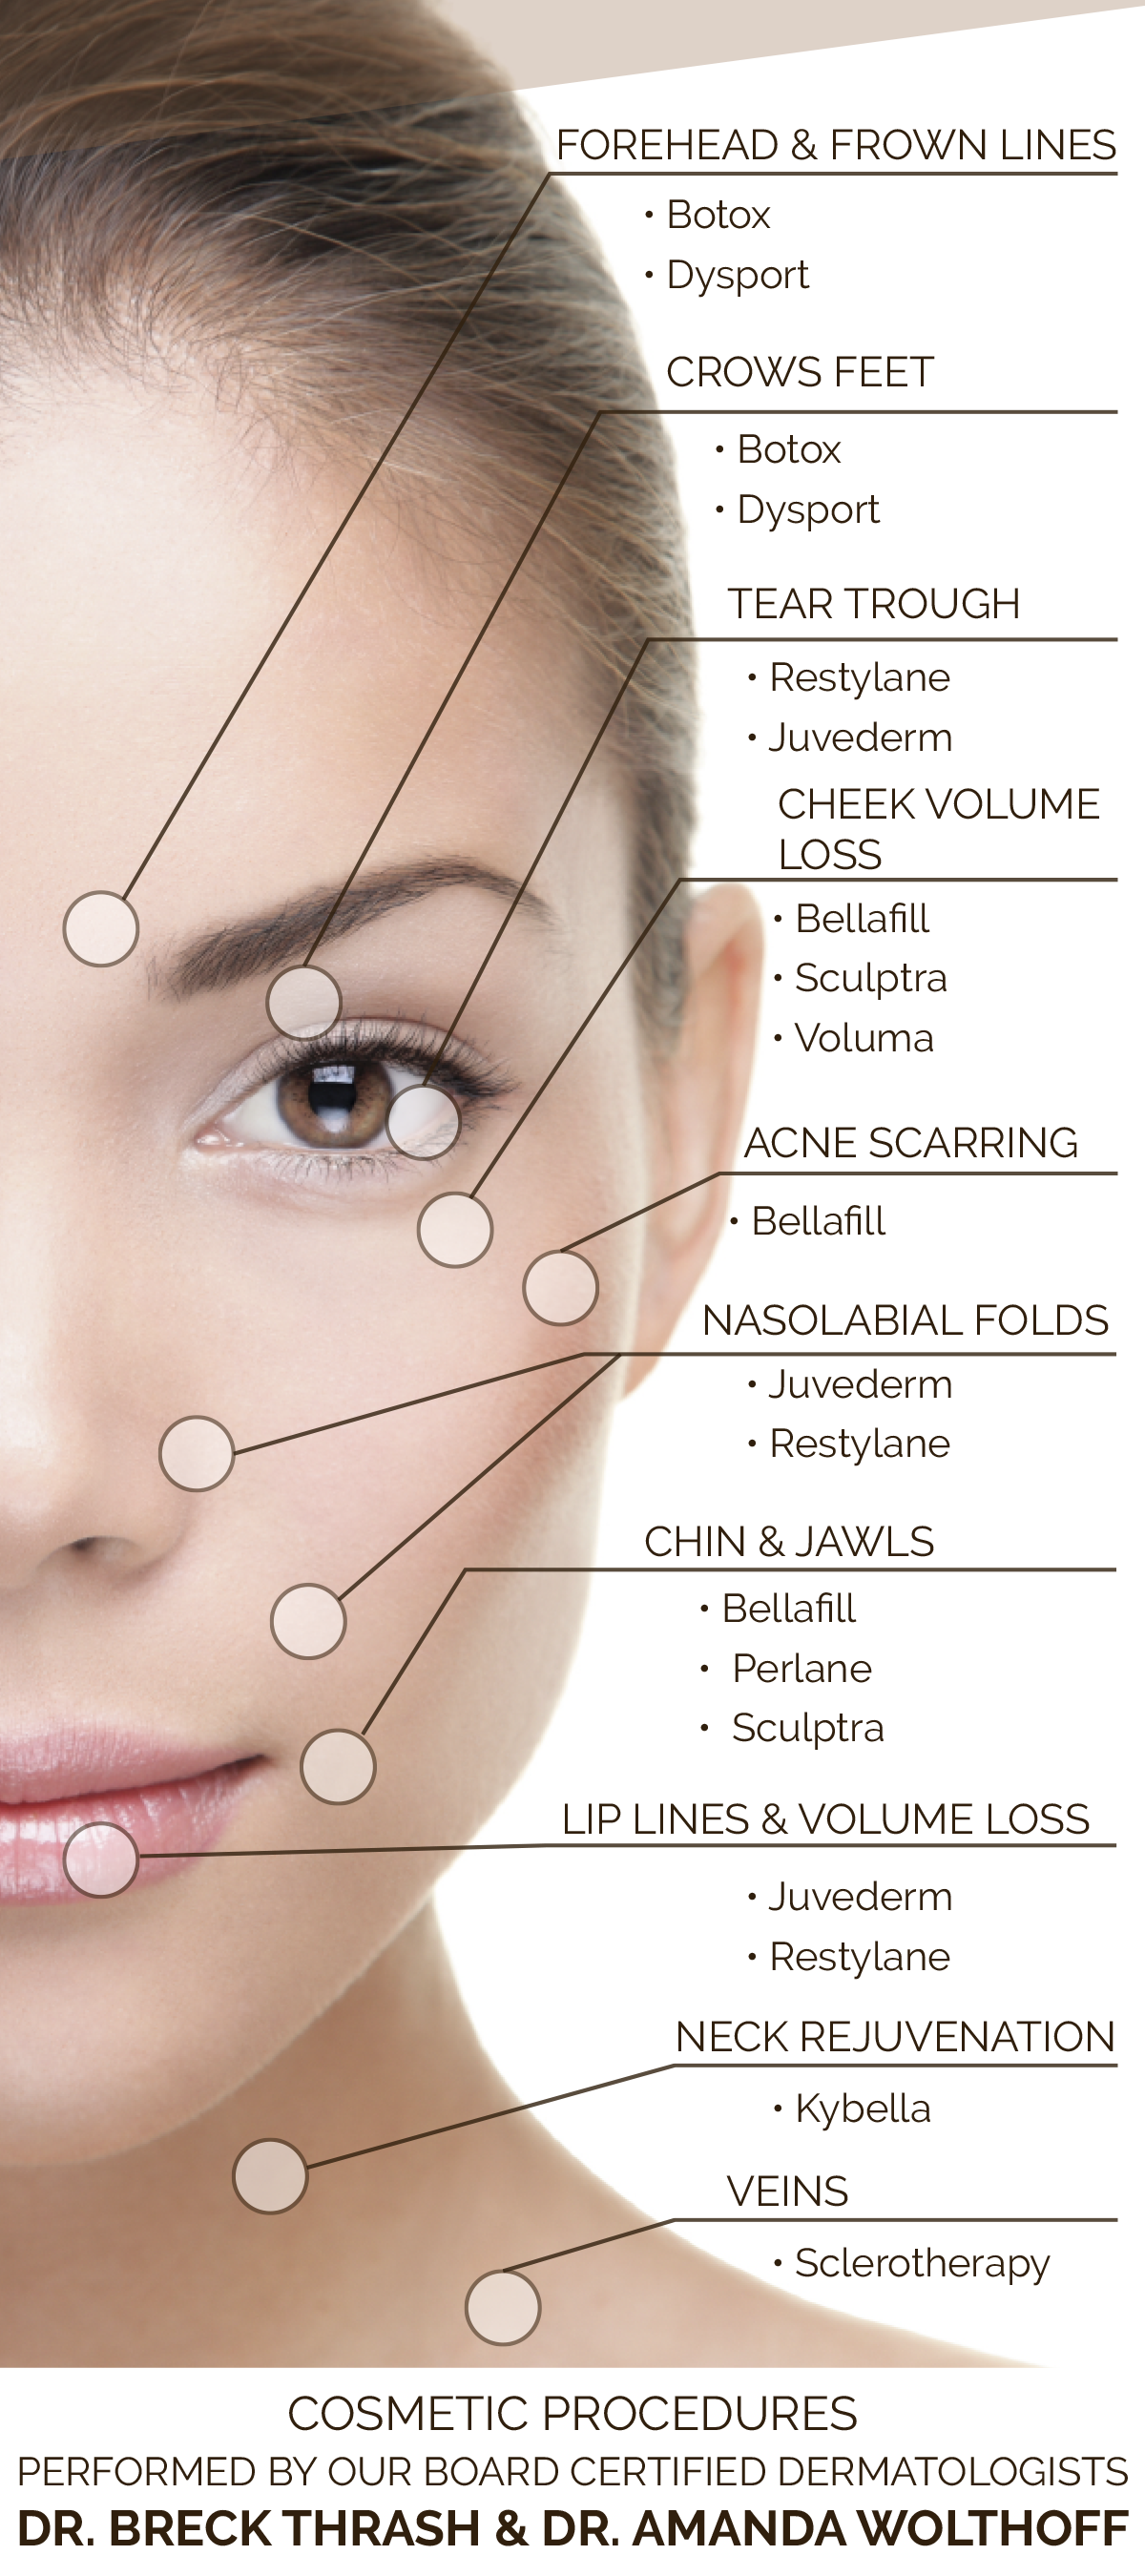 FOREHEAD & FROWN LINES
• Botox
• Dysport
CROWS FEET
• Botox
• Dysport
TEAR TROUGH
• Restylane
• Juvederm
CHEEK VOLUME
LOSS
• Bellafill
• Sculptra
• Voluma
ACNE SCARRING
• Bellafill
NASOLABIAL FOLDS
• Juvederm
• Restylane
CHIN & JAWLS
• Bellafill
• Perlane
• Sculptra
LIP LINES & VOLUME LOSS
• Juvederm
• Restylane
NECK REJUVENATION
• Kybella
VEINS
• Sclerotherapy
COSMETIC PROCEDURES
PERFORMED BY OUR BOARD CERTIFIED DERMATOLOGISTS
DR. BRECK THRASH & DR. AMANDA WOLTHOFF